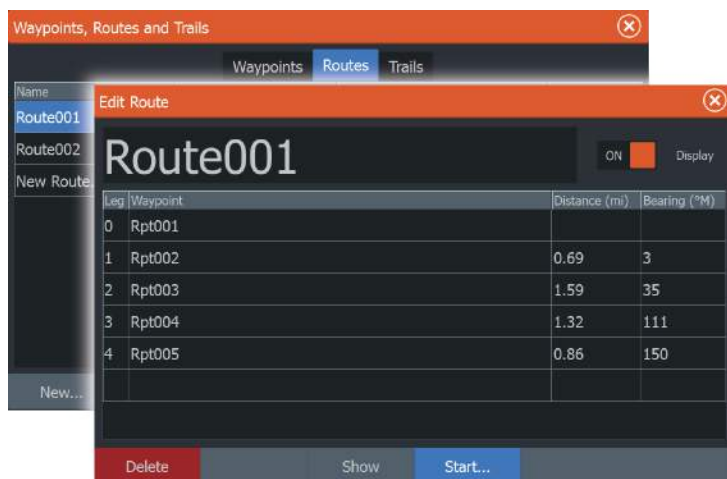 Waypoints, Routes and Trails
Waypoints Routes Trails
Name
Route001
Route002
New Route.
New...
Edit Route
Route001
ON Display
Leg Waypoint Distance (mi) Bearing (°M)
0 Rpt001
1 Rpt002 0.69 3
2 Rpt003 1.59 35
3 Rpt004 1.32 111
4 Rpt005 0.86 150
Delete Show Start...